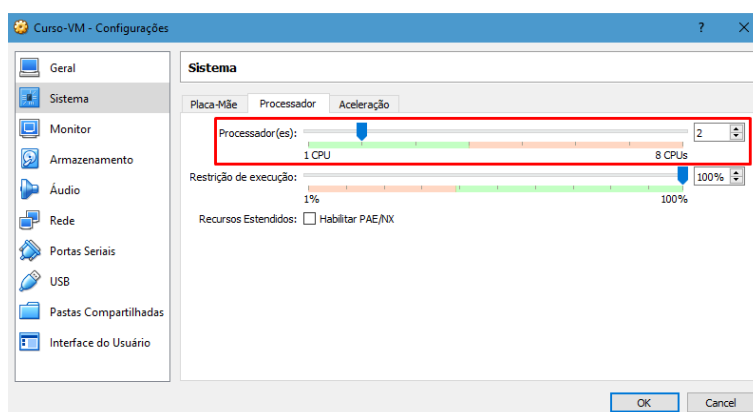 Curso-VM - Configurações
?
Geral
Sistema
Monitor
Armazenamento
Áudio
Rede
Portas Seriais
USB
Pastas Compartilhadas
Interface do Usuário
Sistema
Placa-Mãe Processador Aceleração
Processador(es): 2
1 CPU 8 CPUs
Restrição de execução: 100%
1% 100%
Recursos Estendidos: Habilitar PAE/NX
OK Cancel